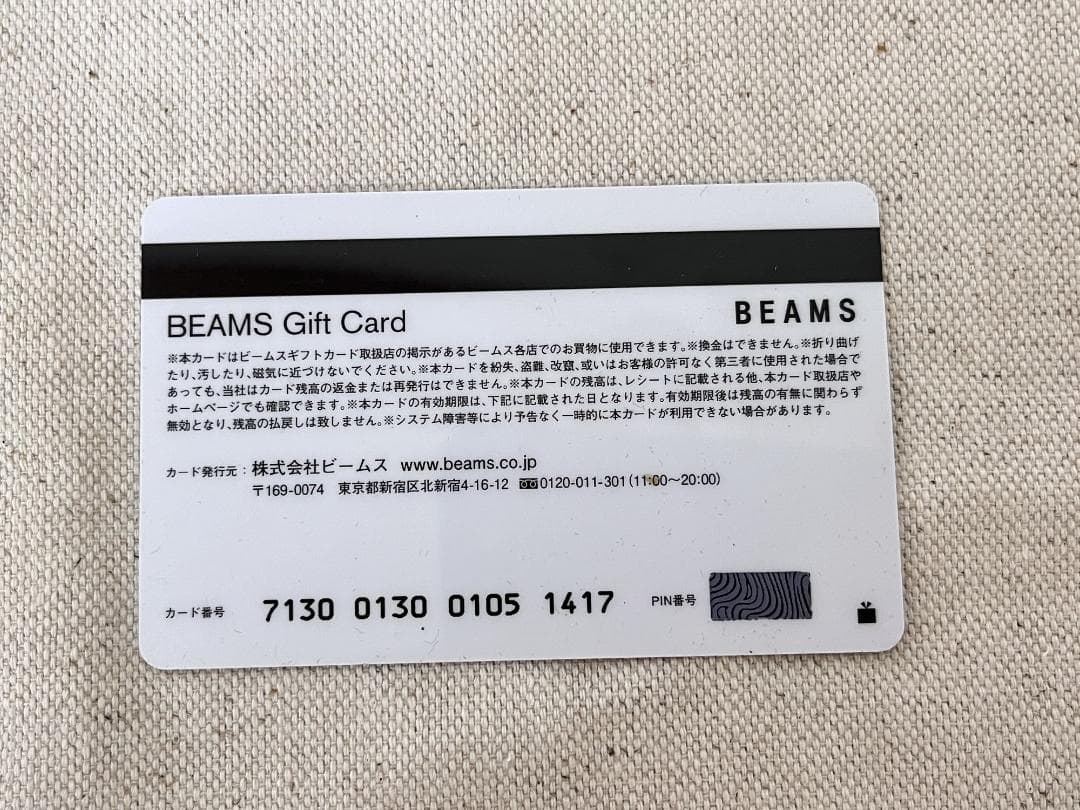 BEAMS Gift Card
BEAMS
※本カードはビームスギフトカード取扱店の掲示があるビームス各店でのお買物に使用できます。※換金はできません。※折り曲げ
たり、汚したり、磁気に近づけないでください。※本カードを紛失、盗難、改竄、或いはお客様の許可なく第三者に使用された場合で
あっても、当社はカード残高の返金または再発行はできません。※本カードの残高は、レシートに記載される他、本カード取扱店や
ホームページでも確認できます。※本カードの有効期限は、下記に記載された日となります。有効期限後は残高の有無に関わらず
無効となり、残高の払戻しは致しません。※システム障害等により予告なく一時的に本カードが利用できない場合があります。
カード発行元：株式会社ビームス www.beams.co.jp
〒169-0074 東京都新宿区北新宿4-16-12 0120-011-301（11:00〜20:00）
カード番号 7130 0130 0105 1417 PIN番号